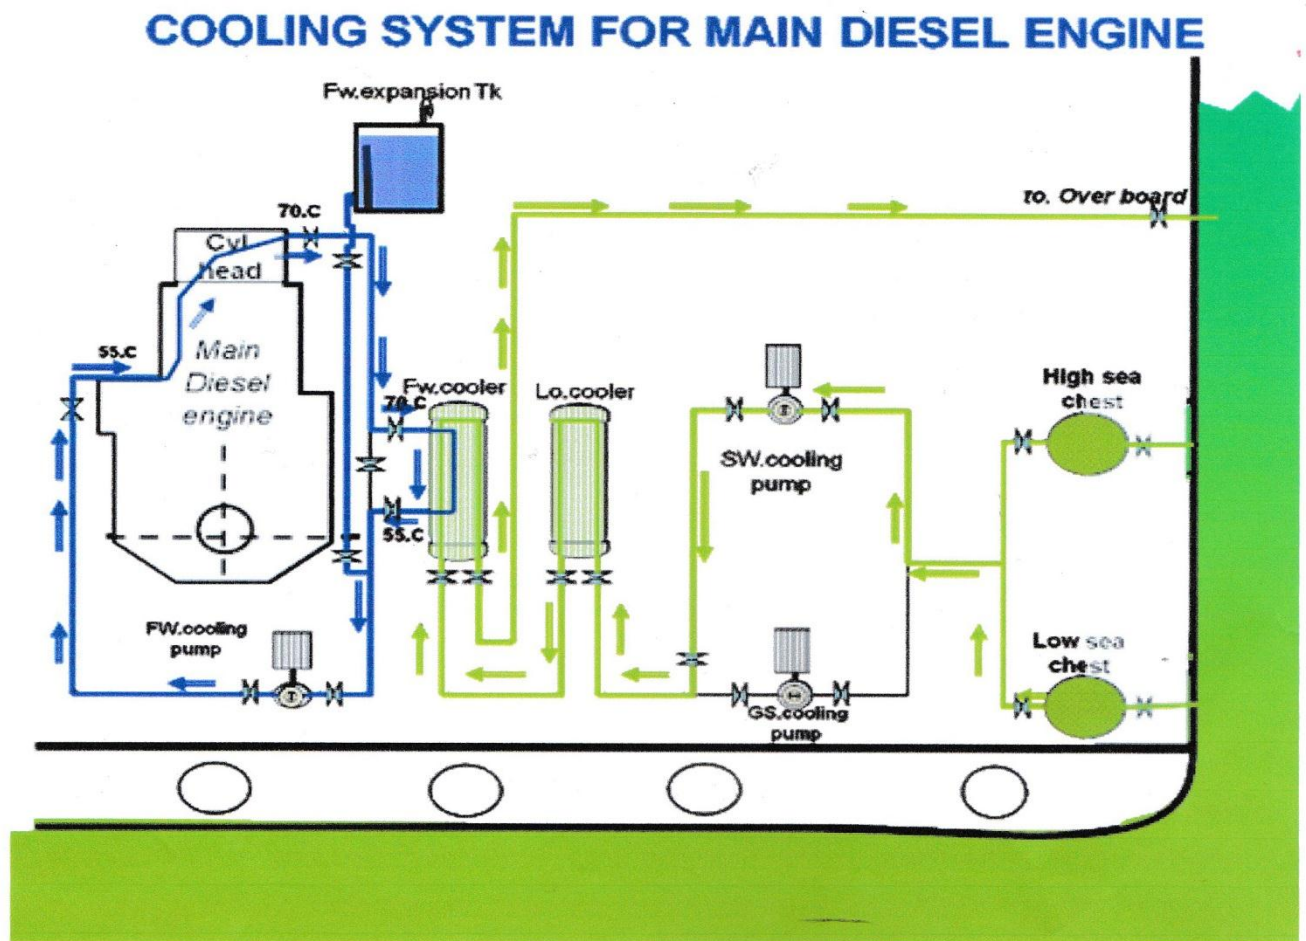 COOLING SYSTEM FOR MAIN DIESEL ENGINE
Fw.expansion Tk
to. Over board
70.C
Cyl
head
55.C
Main
Diesel
engine
Fw.cooler
Lo.cooler
70.C
High sea
chest
SW.cooling
pump
55.C
FW.cooling
pump
Low sea
chest
GS.cooling
pump